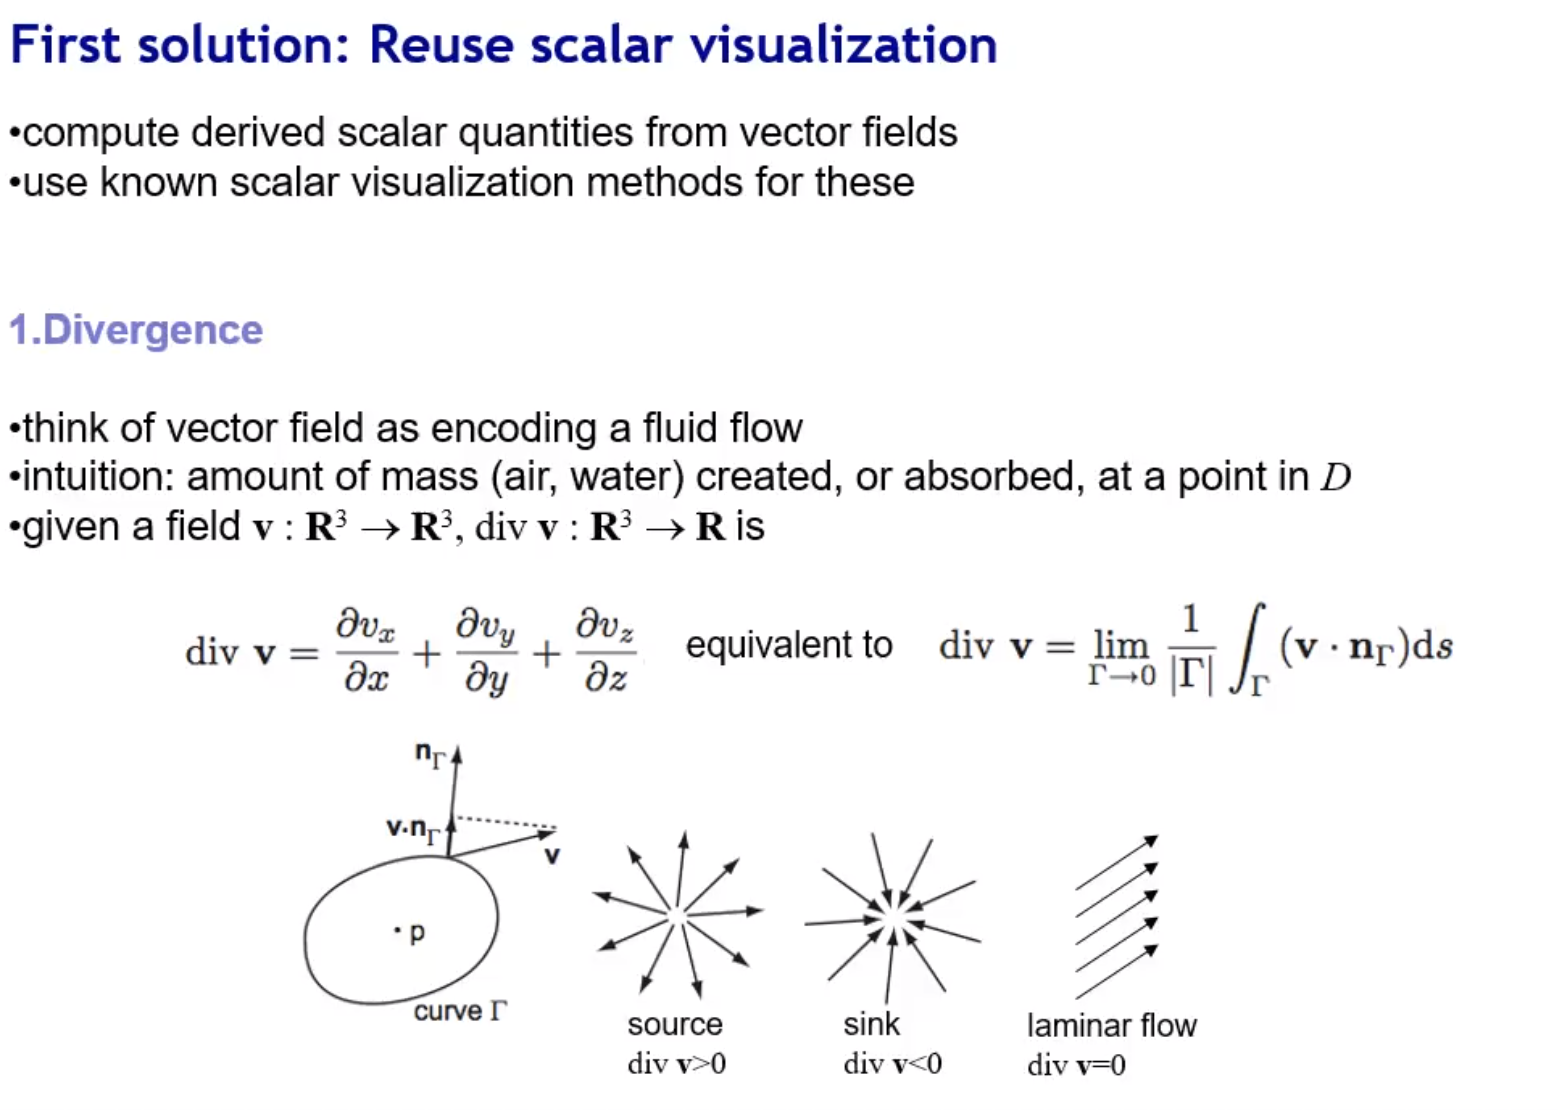 First solution: Reuse scalar visualization
•compute derived scalar quantities from vector fields
•use known scalar visualization methods for these
1.Divergence
•think of vector field as encoding a fluid flow
•intuition: amount of mass (air, water) created, or absorbed, at a point in D
•given a field v : R³ → R³, div v : R³ → R is
div v = ∂vₓ/∂x + ∂v_y/∂y + ∂v_z/∂z equivalent to div v = lim_{Γ→0} 1/|Γ| ∫_Γ (v · n_Γ)ds
n_Γ
v·n_Γ
v
p
curve Γ
source
div v>0
sink
div v<0
laminar flow
div v=0